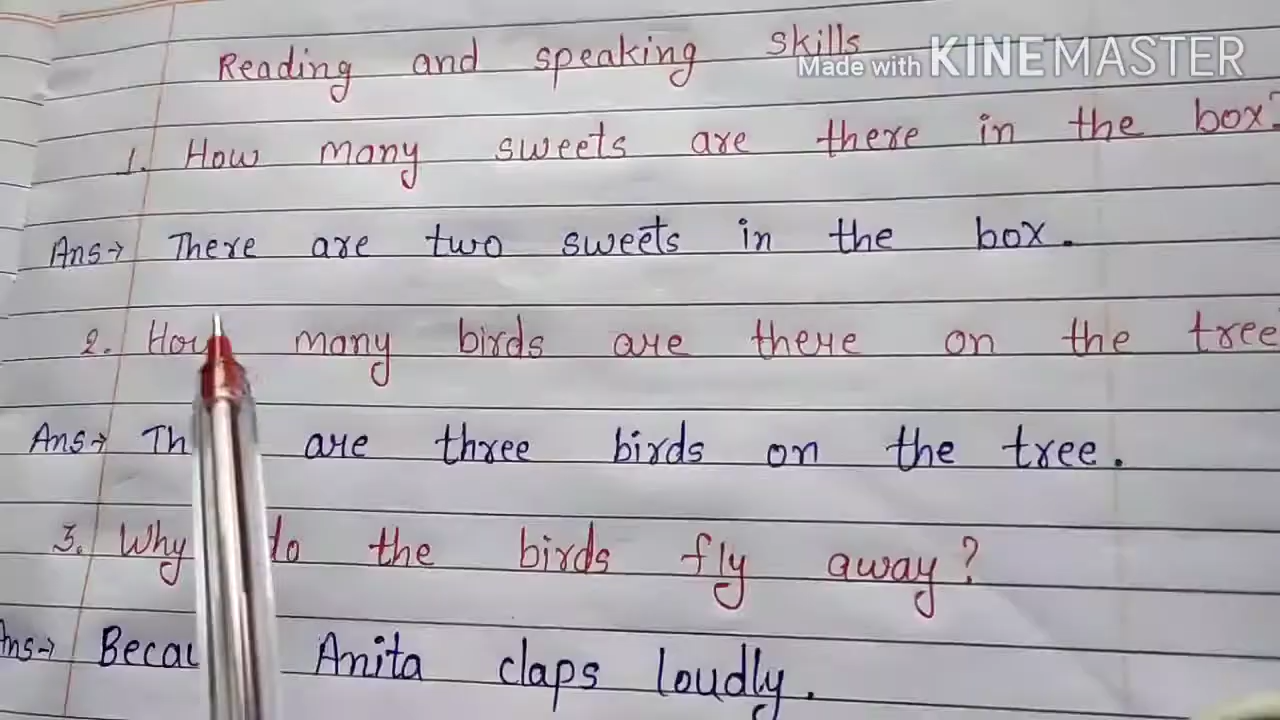 Reading and speaking skills
Made with KINEMASTER
1. How many sweets are there in the box?
Ans→ There are two sweets in the box.
2. How many birds are there on the tree
Ans→ Th are three birds on the tree.
3. Why do the birds fly away?
Ans→ Becau Anita claps loudly.